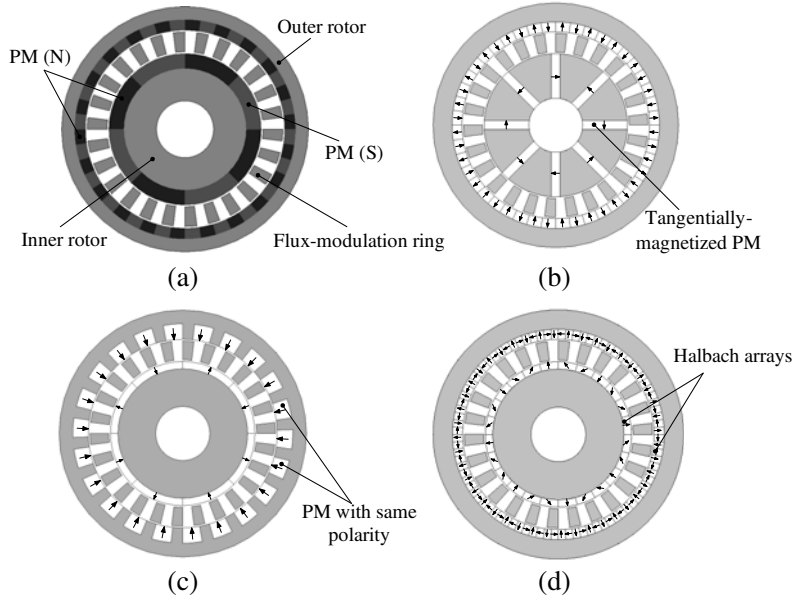 Outer rotor
PM (N)
PM (S)
Inner rotor
Flux-modulation ring
(a)
Tangentially-
magnetized PM
(b)
Halbach arrays
PM with same
polarity
(c)
(d)